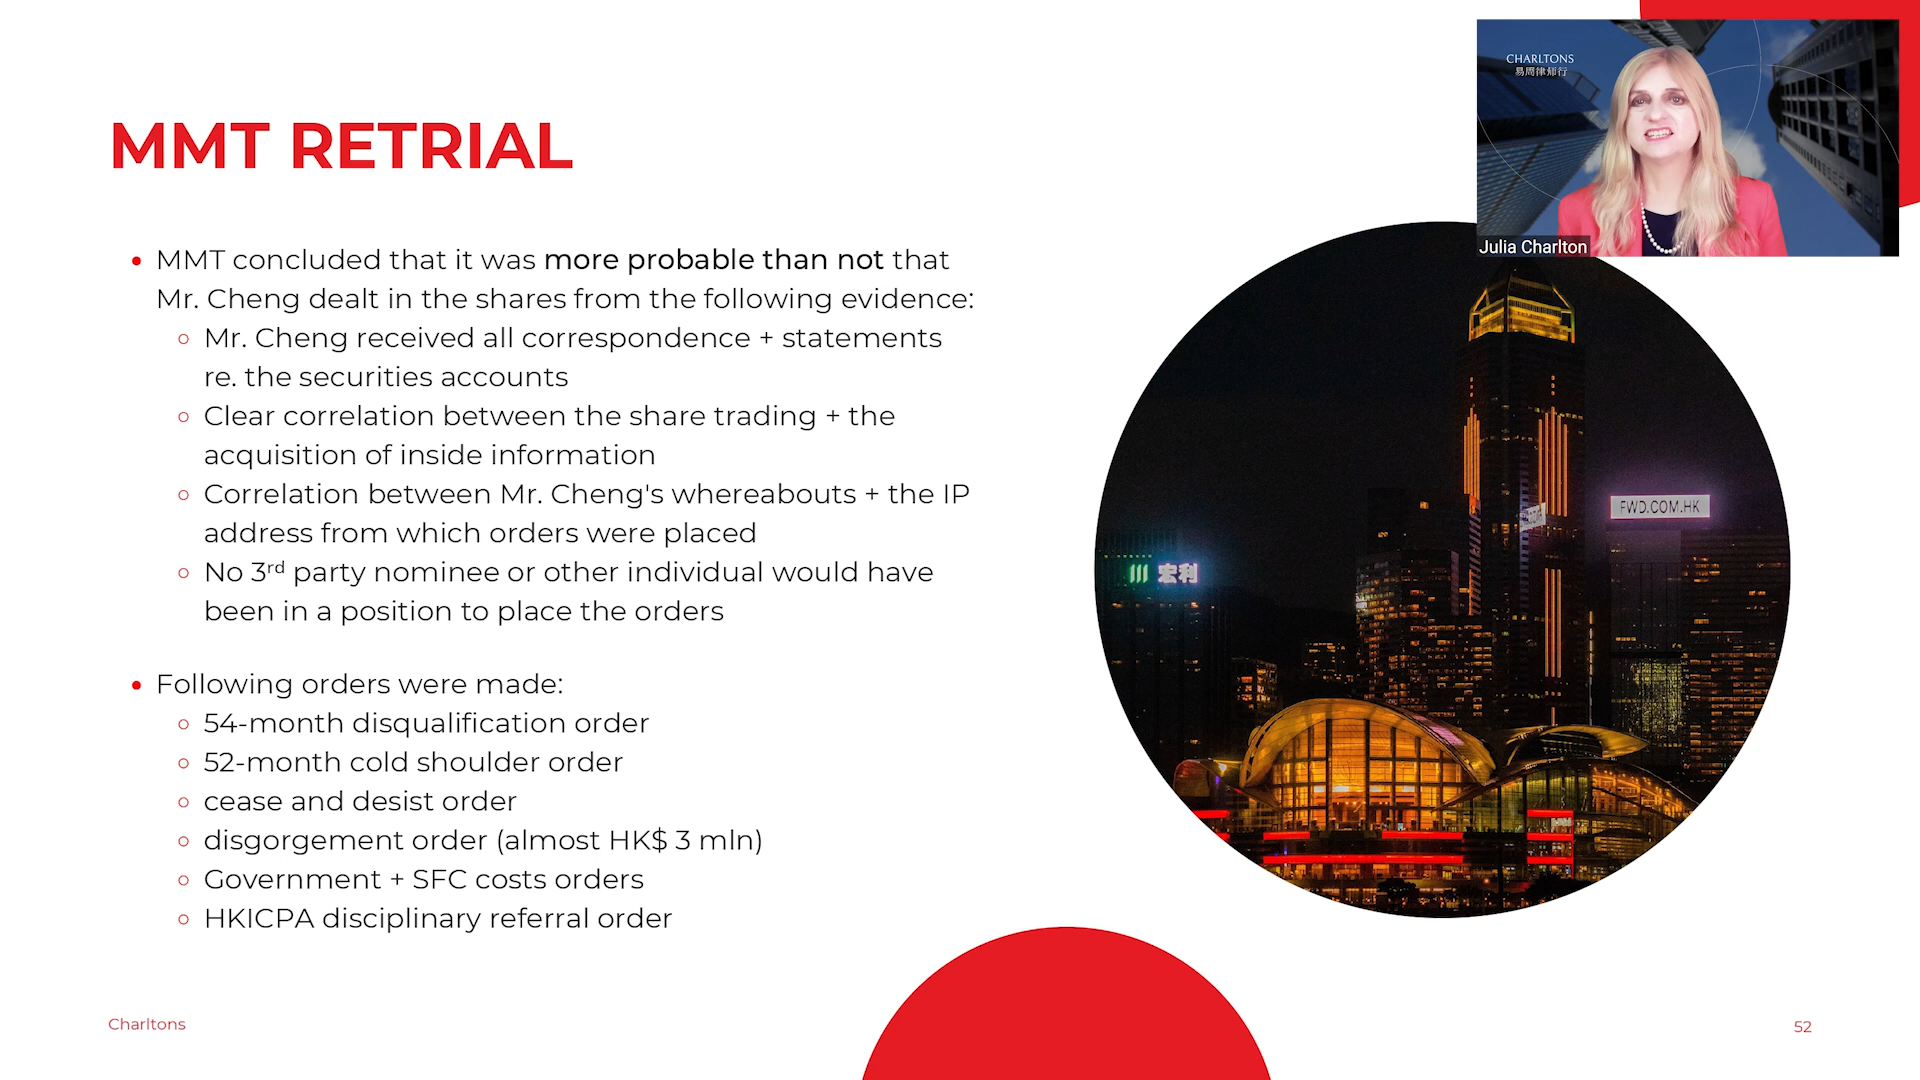 CHARLTONS
易周律师行
Julia Charlton
MMT RETRIAL
• MMT concluded that it was more probable than not that
Mr. Cheng dealt in the shares from the following evidence:
○ Mr. Cheng received all correspondence + statements
re. the securities accounts
○ Clear correlation between the share trading + the
acquisition of inside information
○ Correlation between Mr. Cheng's whereabouts + the IP
address from which orders were placed
○ No 3rd party nominee or other individual would have
been in a position to place the orders
• Following orders were made:
○ 54-month disqualification order
○ 52-month cold shoulder order
○ cease and desist order
○ disgorgement order (almost HK$ 3 mln)
○ Government + SFC costs orders
○ HKICPA disciplinary referral order
FWD.COM.HK
宏利
Charltons
52